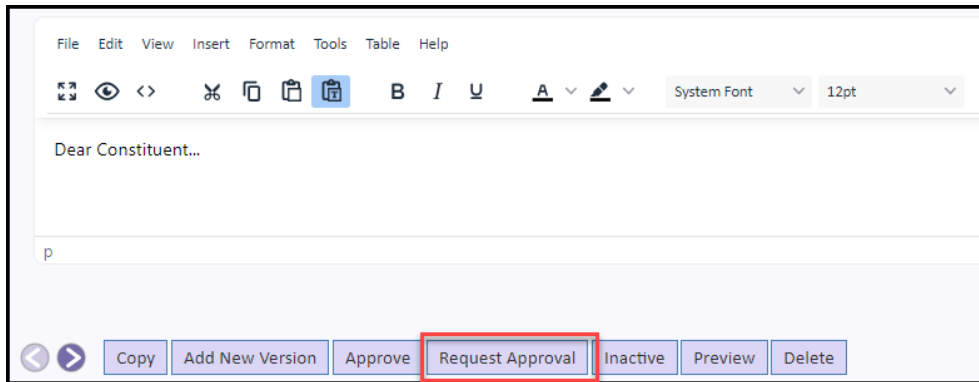 File Edit View Insert Format Tools Table Help
B I U A System Font 12pt
Dear Constituent...
p
Copy Add New Version Approve Request Approval Inactive Preview Delete